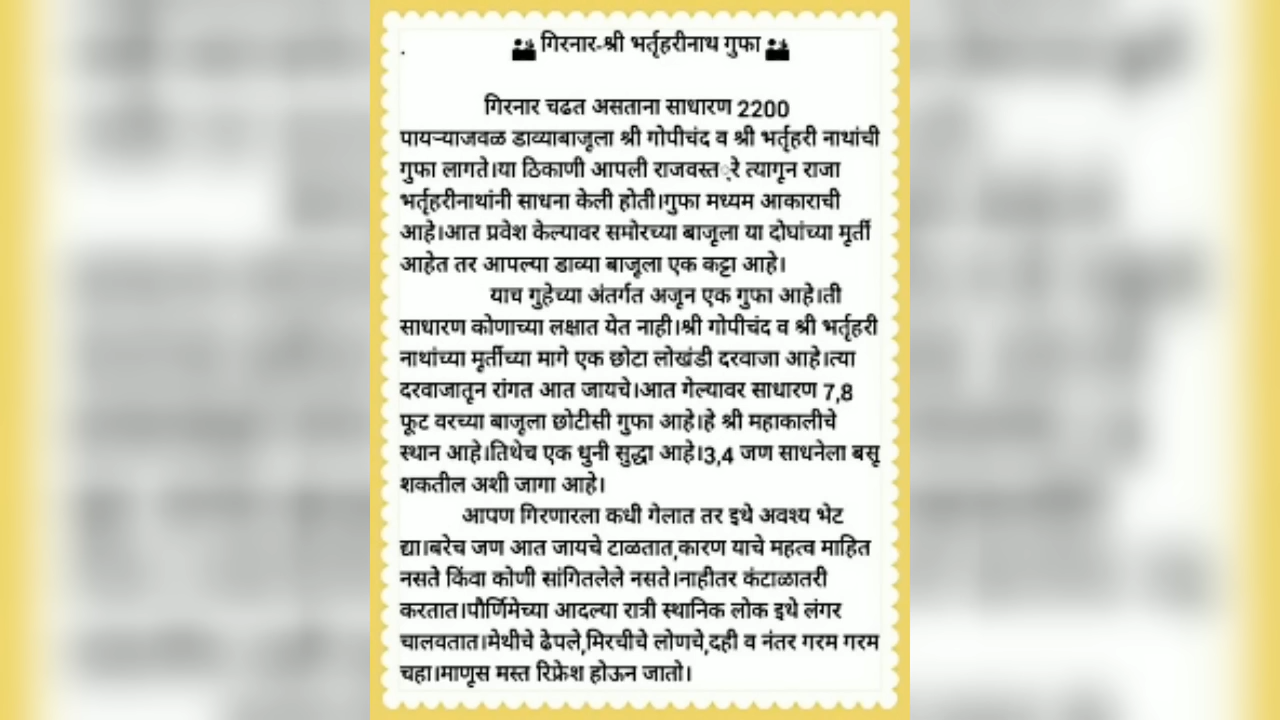 . गिरनार-श्री भर्तृहरीनाथ गुफा
गिरनार चढत असताना साधारण 2200
पायऱ्याजवळ डाव्याबाजूला श्री गोपीचंद व श्री भर्तृहरी नाथांची
गुफा लागते।या ठिकाणी आपली राजवस्त्रे त्यागून राजा
भर्तृहरीनाथांनी साधना केली होती।गुफा मध्यम आकाराची
आहे।आत प्रवेश केल्यावर समोरच्या बाजूला या दोघांच्या मूर्ती
आहेत तर आपल्या डाव्या बाजूला एक कट्टा आहे।
याच गुहेच्या अंतर्गत अजून एक गुफा आहे।ती
साधारण कोणाच्या लक्षात येत नाही।श्री गोपीचंद व श्री भर्तृहरी
नाथांच्या मूर्तीच्या मागे एक छोटा लोखंडी दरवाजा आहे।त्या
दरवाजातून रांगत आत जायचे।आत गेल्यावर साधारण 7,8
फूट वरच्या बाजूला छोटीसी गुफा आहे।हे श्री महाकालीचे
स्थान आहे।तिथेच एक धुनी सुद्धा आहे।3,4 जण साधनेला बसू
शकतील अशी जागा आहे।
आपण गिरणारला कधी गेलात तर इथे अवश्य भेट
द्या।बरेच जण आत जायचे टाळतात,कारण याचे महत्व माहित
नसते किंवा कोणी सांगितलेले नसते।नाहीतर कंटाळातरी
करतात।पौर्णिमेच्या आदल्या रात्री स्थानिक लोक इथे लंगर
चालवतात।मेथीचे ढेपले,मिरचीचे लोणचे,दही व नंतर गरम गरम
चहा।माणूस मस्त रिफ्रेश होऊन जातो।